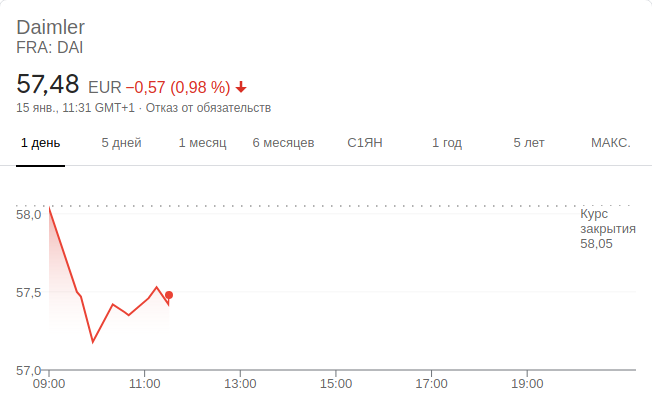 Daimler
FRA: DAI
57,48 EUR −0,57 (0,98 %)
15 янв., 11:31 GMT+1 · Отказ от обязательств
1 день 5 дней 1 месяц 6 месяцев С1ЯН 1 год 5 лет МАКС.
58,0
Курс
закрытия
58,05
57,5
57,0
09:00 11:00 13:00 15:00 17:00 19:00